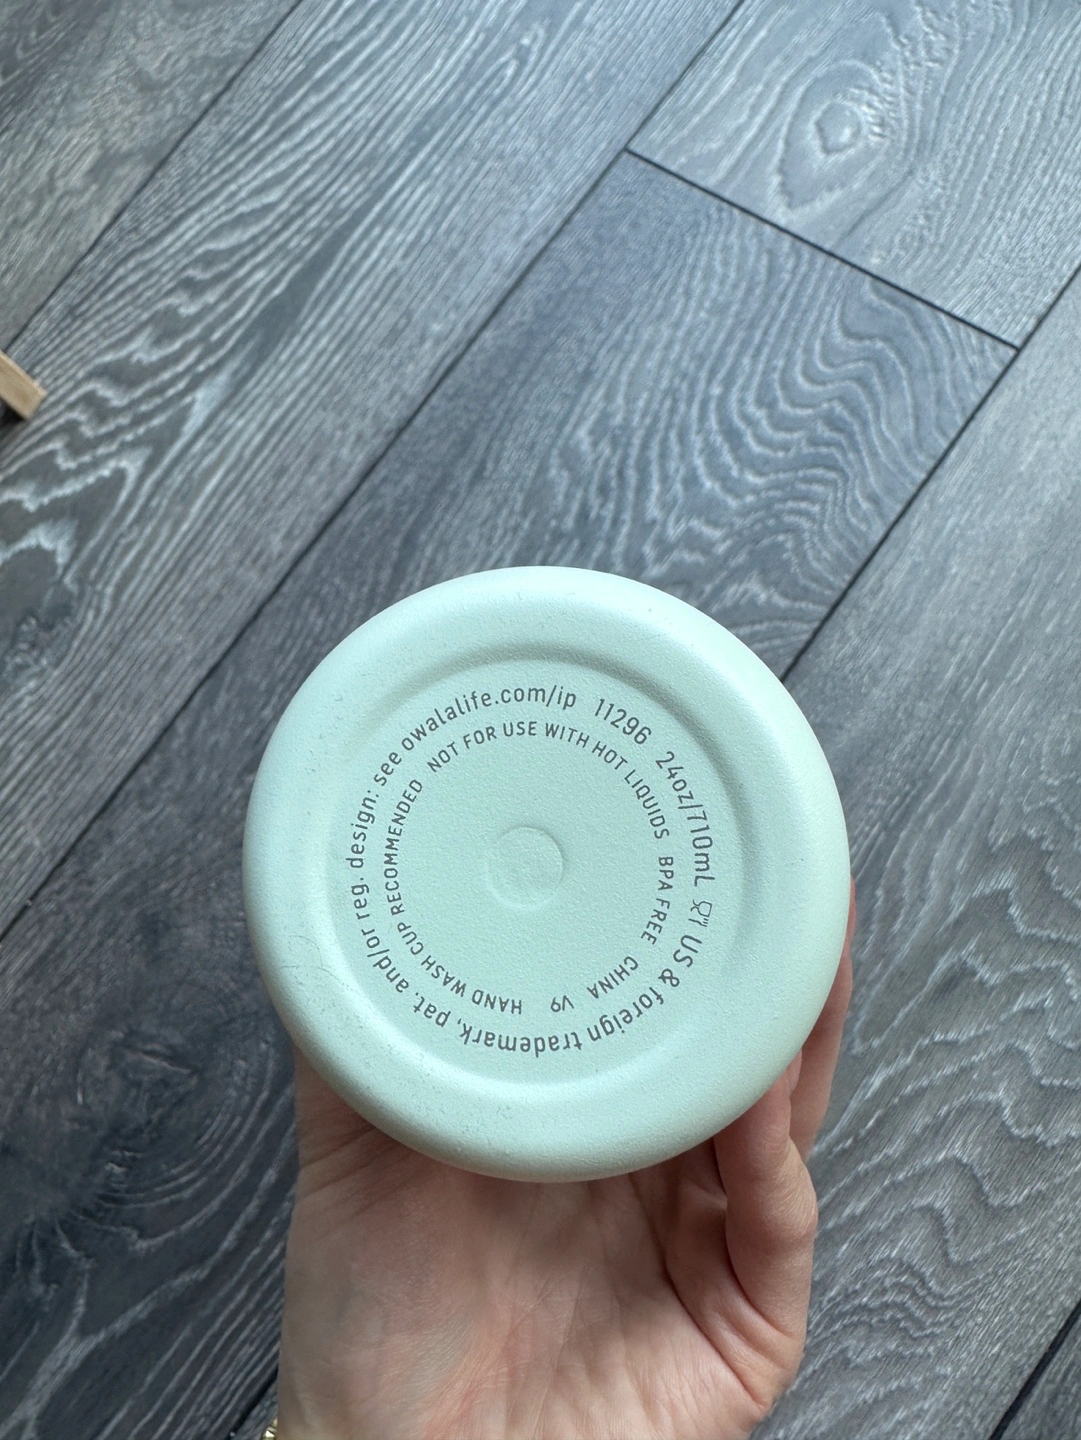 US & foreign trademark, pat. and/or reg. design: see owalalife.com/ip 11296 24oz/710mL
HAND WASH CUP RECOMMENDED NOT FOR USE WITH HOT LIQUIDS BPA FREE CHINA V9